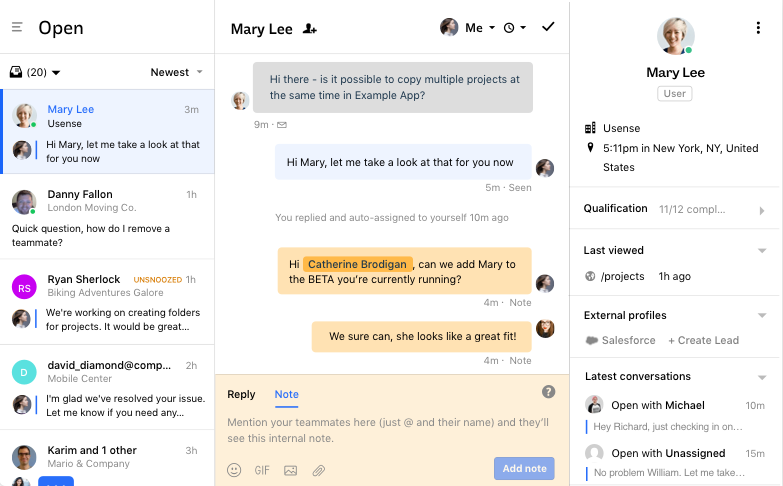 Open
(20)
Newest
Mary Lee
3m
Usense
Hi Mary, let me take a look at that
for you now
Danny Fallon
1h
London Moving Co.
Quick question, how do I remove a
teammate?
RS
Ryan Sherlock
UNSNOOZED 1h
Biking Adventures Galore
We're working on creating folders
for projects. It would be great...
D
david_diamond@comp...
2h
Mobile Center
I'm glad we've resolved your issue.
Let me know if you need any...
Karim and 1 other
3h
Mario & Company
Mary Lee
Me
Hi there - is it possible to copy multiple projects at
the same time in Example App?
9m ·
Hi Mary, let me take a look at that for you now
5m · Seen
You replied and auto-assigned to yourself 10m ago
Hi Catherine Brodigan , can we add Mary to
the BETA you're currently running?
4m · Note
We sure can, she looks like a great fit!
4m · Note
Reply
Note
?
Mention your teammates here (just @ and their name) and they'll
see this internal note.
GIF
Add note
Mary Lee
User
Usense
5:11pm in New York, NY, United
States
Qualification
11/12 compl...
Last viewed
/projects
1h ago
External profiles
Salesforce
+ Create Lead
Latest conversations
Open with Michael
10m
Hey Richard, just checking in on...
Open with Unassigned
15m
No problem William. Let me take...